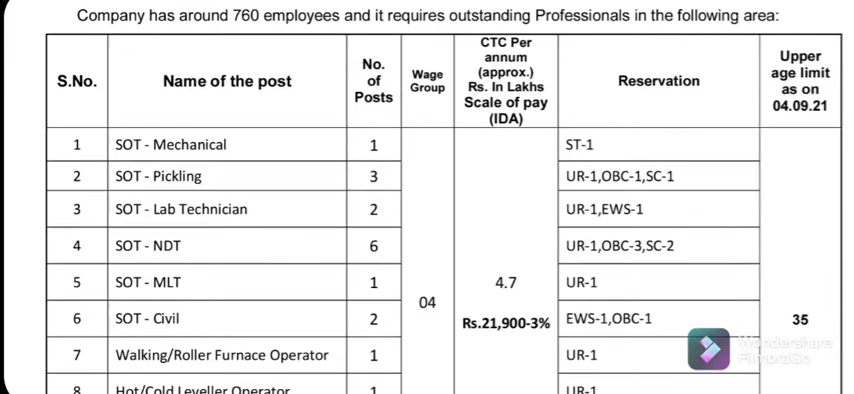 Company has around 760 employees and it requires outstanding Professionals in the following area:
S.No. Name of the post No. of Posts Wage Group CTC Per annum (approx.) Rs. In Lakhs Scale of pay (IDA) Reservation Upper age limit as on 04.09.21
1 SOT - Mechanical 1 ST-1
2 SOT - Pickling 3 UR-1,OBC-1,SC-1
3 SOT - Lab Technician 2 UR-1,EWS-1
4 SOT - NDT 6 UR-1,OBC-3,SC-2
5 SOT - MLT 1 4.7 UR-1
04
6 SOT - Civil 2 Rs.21,900-3% EWS-1,OBC-1 35
Wondershare
FilmoraGo
7 Walking/Roller Furnace Operator 1 UR-1
8 Hot/Cold Leveller Operator 1 UR-1